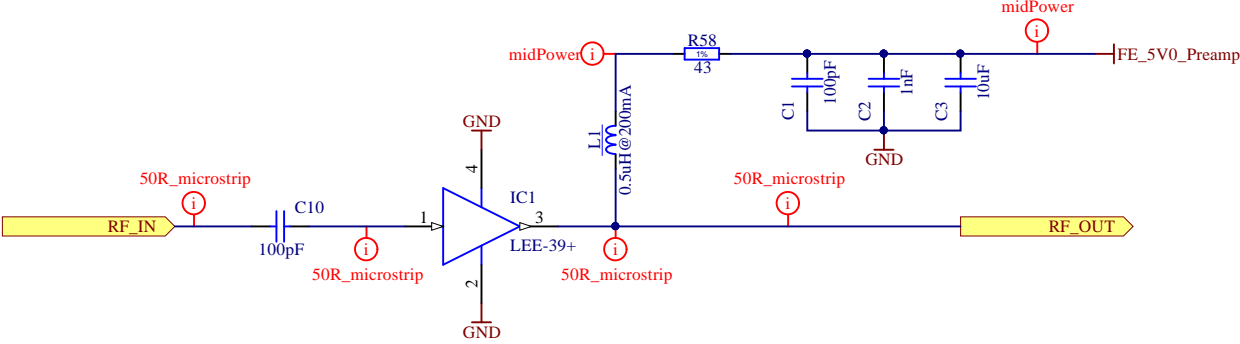 midPower
midPower
R58
1%
43
FE_5V0_Preamp
C1
100pF
C2
1nF
C3
10uF
GND
L1
0.5uH@200mA
GND
4
50R_microstrip
C10
100pF
RF_IN
50R_microstrip
1
IC1
3
LEE-39+
2
GND
50R_microstrip
50R_microstrip
RF_OUT